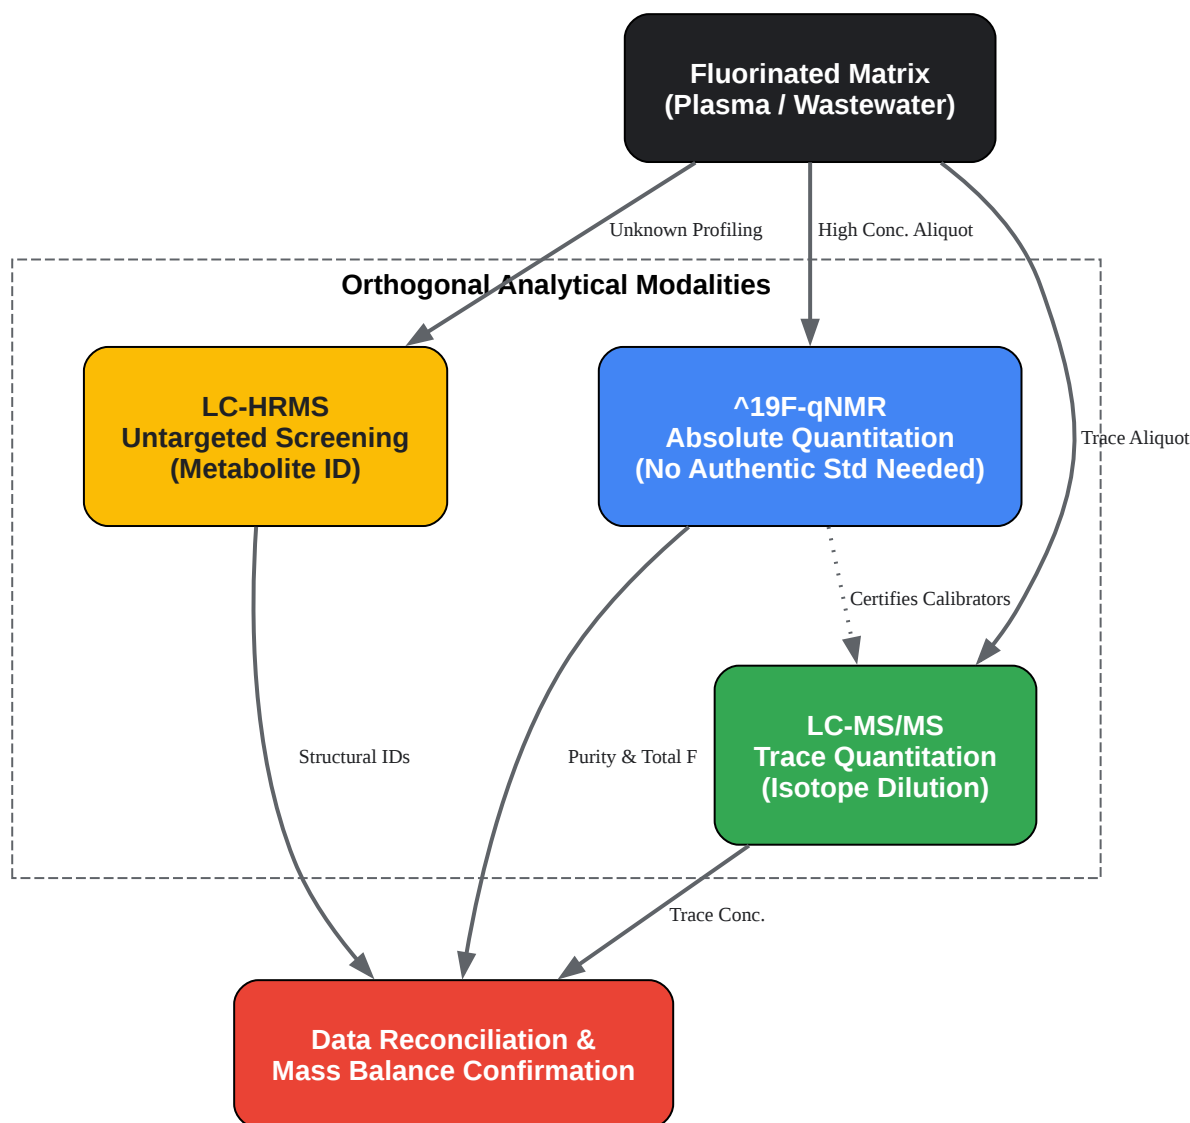 Fluorinated Matrix
(Plasma / Wastewater)
Unknown Profiling
High Conc. Aliquot
Orthogonal Analytical Modalities
LC-HRMS
Untargeted Screening
(Metabolite ID)
^19F-qNMR
Absolute Quantitation
(No Authentic Std Needed)
Trace Aliquot
Certifies Calibrators
LC-MS/MS
Trace Quantitation
(Isotope Dilution)
Structural IDs
Purity & Total F
Trace Conc.
Data Reconciliation &
Mass Balance Confirmation